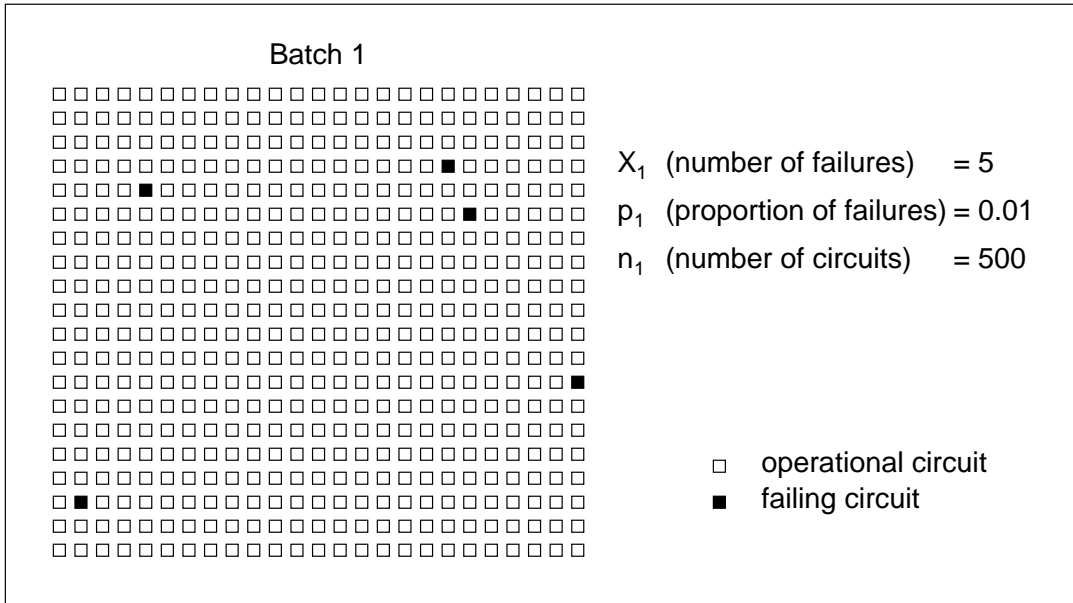 Batch 1
X₁ (number of failures) = 5
p₁ (proportion of failures) = 0.01
n₁ (number of circuits) = 500
operational circuit
failing circuit